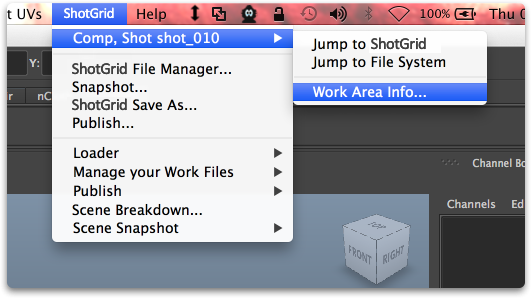 t UVs ShotGrid Help 100% Thu 0
Comp, Shot shot_010
Jump to ShotGrid
Jump to File System
Work Area Info...
ShotGrid File Manager...
Snapshot...
ShotGrid Save As...
Publish...
Loader
Manage your Work Files
Publish
Scene Breakdown...
Scene Snapshot
Y:
r nC
Channel Bo
Channels Ed
TOP
FRONT RIGHT